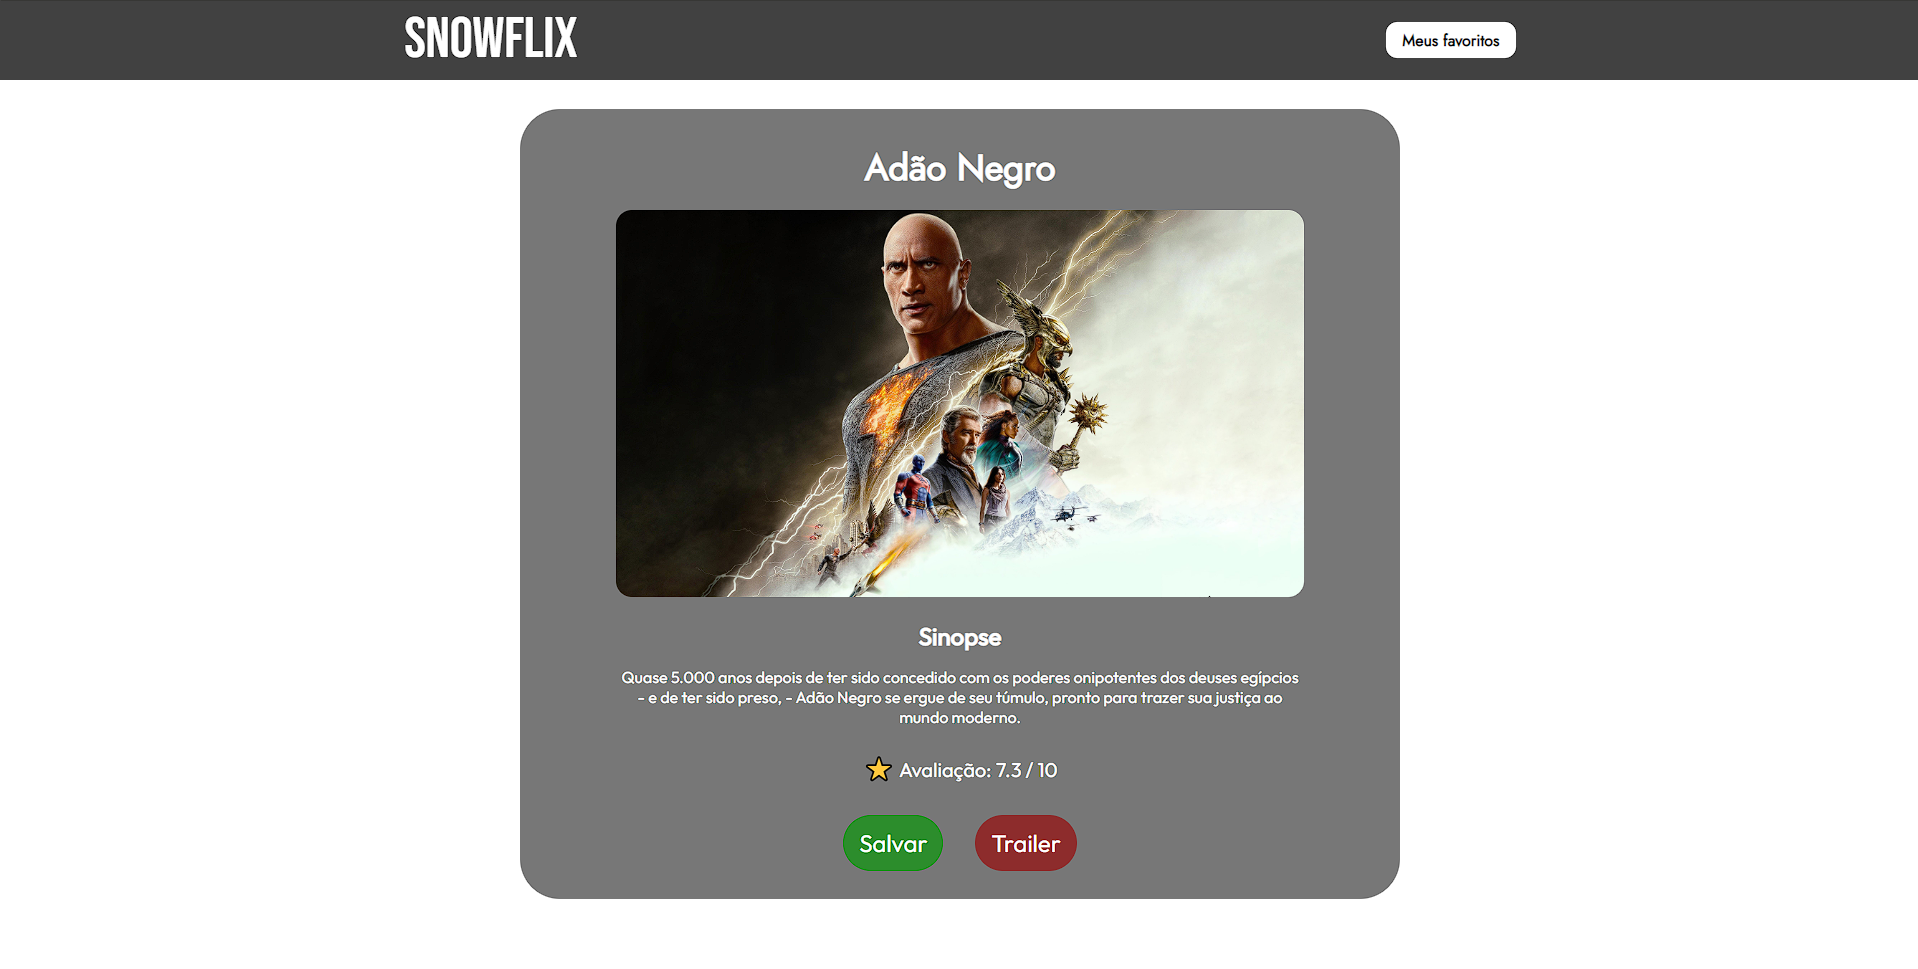 SNOWFLIX
Meus favoritos
Adão Negro
Sinopse
Quase 5.000 anos depois de ter sido concedido com os poderes onipotentes dos deuses egípcios
- e de ter sido preso, - Adão Negro se ergue de seu túmulo, pronto para trazer sua justiça ao
mundo moderno.
Avaliação: 7.3 / 10
Salvar
Trailer